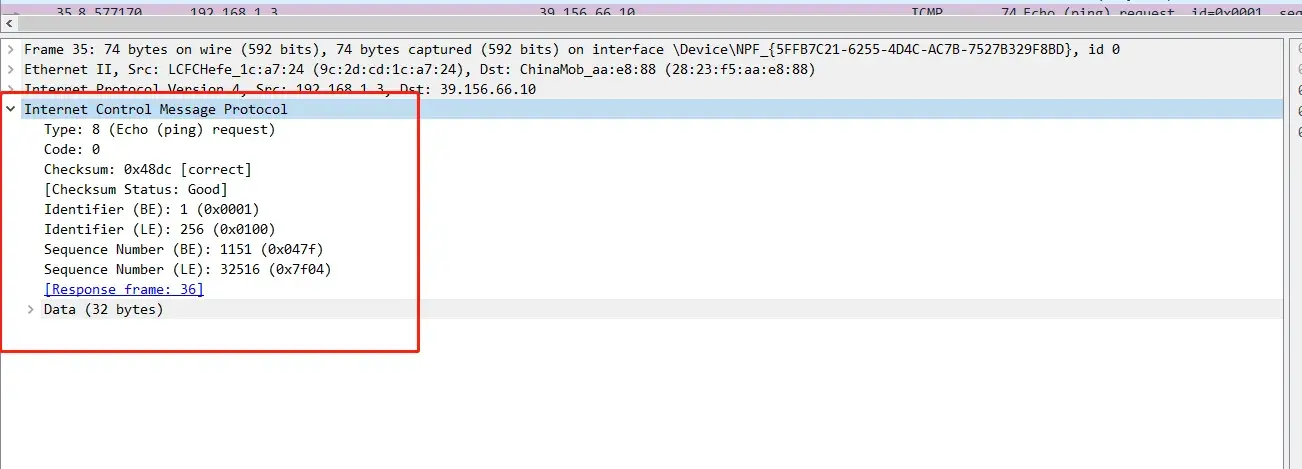 35 8.577170 192.168.1.3 39.156.66.10 ICMP 74 Echo (ping) request id=0x0001, seq
Frame 35: 74 bytes on wire (592 bits), 74 bytes captured (592 bits) on interface \Device\NPF_{5FFB7C21-6255-4D4C-AC7B-7527B329F8BD}, id 0
Ethernet II, Src: LCFCHefe_1c:a7:24 (9c:2d:cd:1c:a7:24), Dst: ChinaMob_aa:e8:88 (28:23:f5:aa:e8:88)
Internet Protocol Version 4, Src: 192.168.1.3, Dst: 39.156.66.10
Internet Control Message Protocol
Type: 8 (Echo (ping) request)
Code: 0
Checksum: 0x48dc [correct]
[Checksum Status: Good]
Identifier (BE): 1 (0x0001)
Identifier (LE): 256 (0x0100)
Sequence Number (BE): 1151 (0x047f)
Sequence Number (LE): 32516 (0x7f04)
[Response frame: 36]
Data (32 bytes)